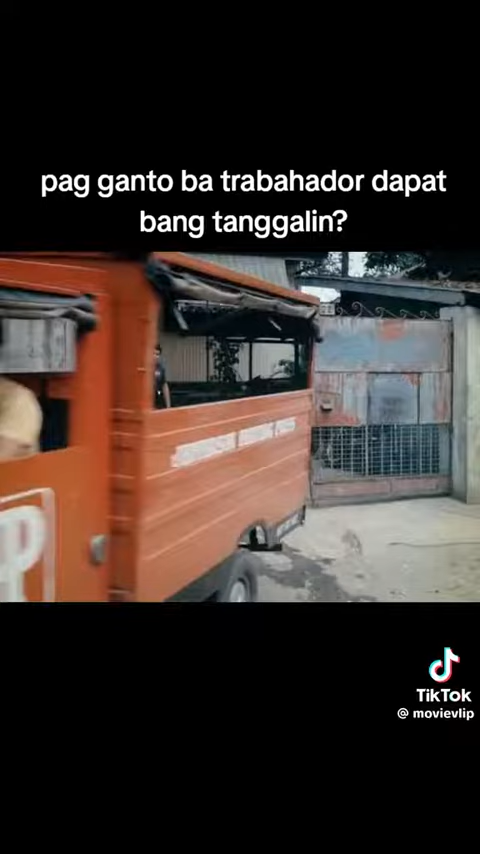 pag ganto ba trabahador dapat
bang tanggalin?
TikTok
@ movievlip